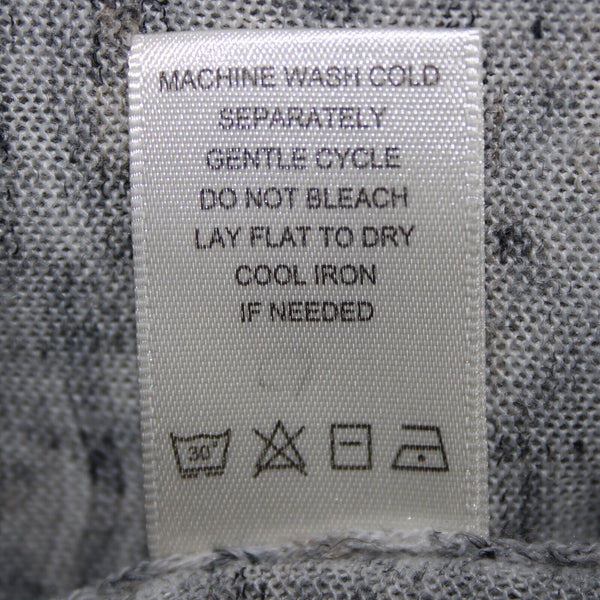 MACHINE WASH COLD
SEPARATELY
GENTLE CYCLE
DO NOT BLEACH
LAY FLAT TO DRY
COOL IRON
IF NEEDED
30°